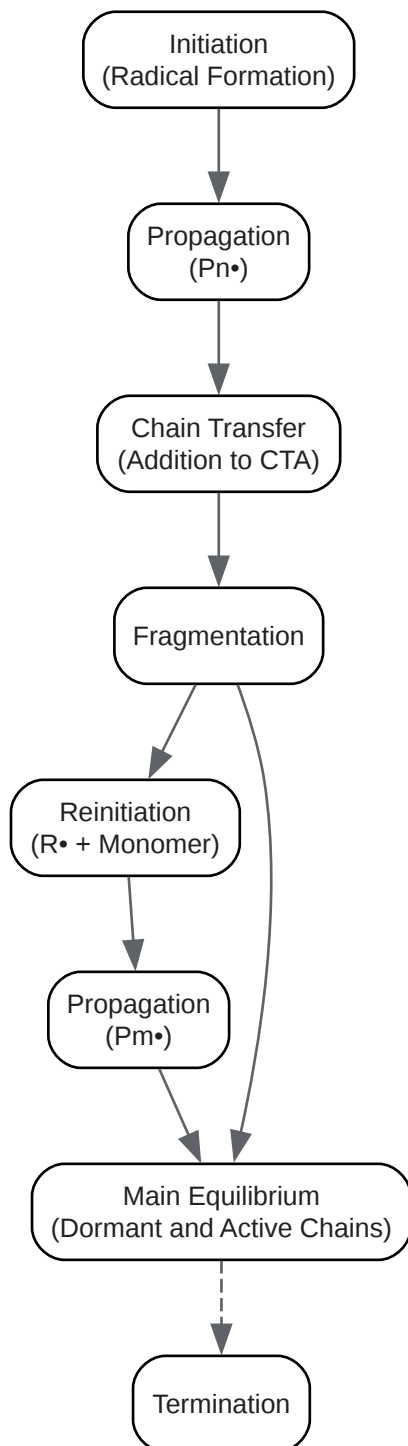 Initiation
(Radical Formation)
Propagation
(Pn•)
Chain Transfer
(Addition to CTA)
Fragmentation
Reinitiation
(R• + Monomer)
Propagation
(Pm•)
Main Equilibrium
(Dormant and Active Chains)
Termination